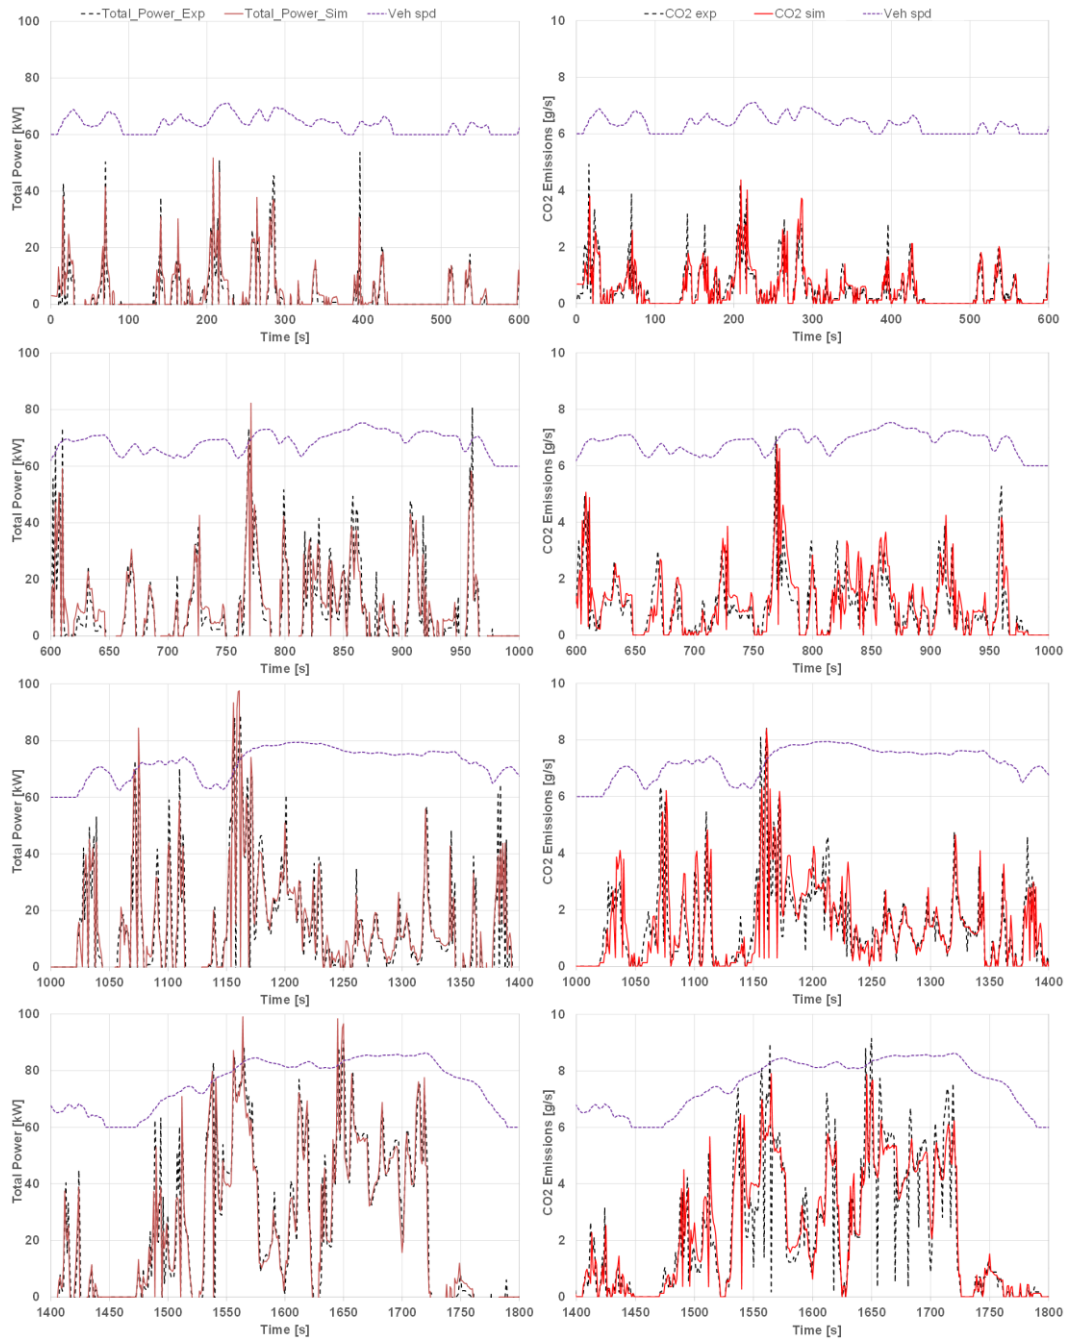 Total_Power_Exp Total_Power_Sim Veh spd
100
80
60
40
20
0
Total Power [kW]
0 100 200 300 400 500 600
Time [s]
CO2 exp CO2 sim Veh spd
10
8
6
4
2
0
CO2 Emissions [g/s]
0 100 200 300 400 500 600
Time [s]
100
80
60
40
20
0
Total Power [kW]
600 650 700 750 800 850 900 950 1000
Time [s]
10
8
6
4
2
0
CO2 Emissions [g/s]
600 650 700 750 800 850 900 950 1000
Time [s]
100
80
60
40
20
0
Total Power [kW]
1000 1050 1100 1150 1200 1250 1300 1350 1400
Time [s]
10
8
6
4
2
0
CO2 Emissions [g/s]
1000 1050 1100 1150 1200 1250 1300 1350 1400
Time [s]
100
80
60
40
20
0
Total Power [kW]
1400 1450 1500 1550 1600 1650 1700 1750 1800
Time [s]
10
8
6
4
2
0
CO2 Emissions [g/s]
1400 1450 1500 1550 1600 1650 1700 1750 1800
Time [s]